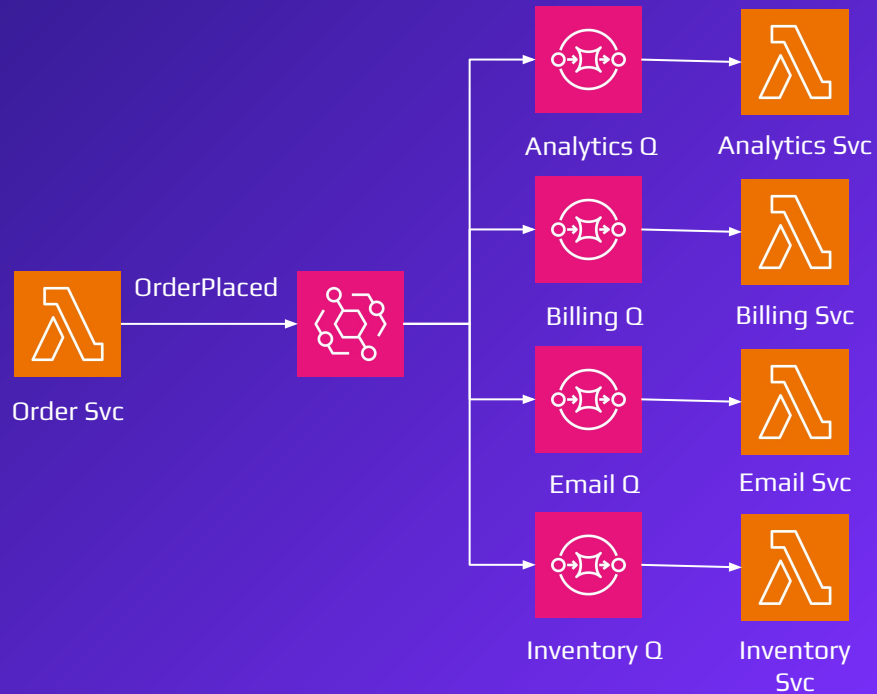 Analytics Q
Analytics Svc
OrderPlaced
Billing Q
Billing Svc
Order Svc
Email Q
Email Svc
Inventory Q
Inventory
Svc